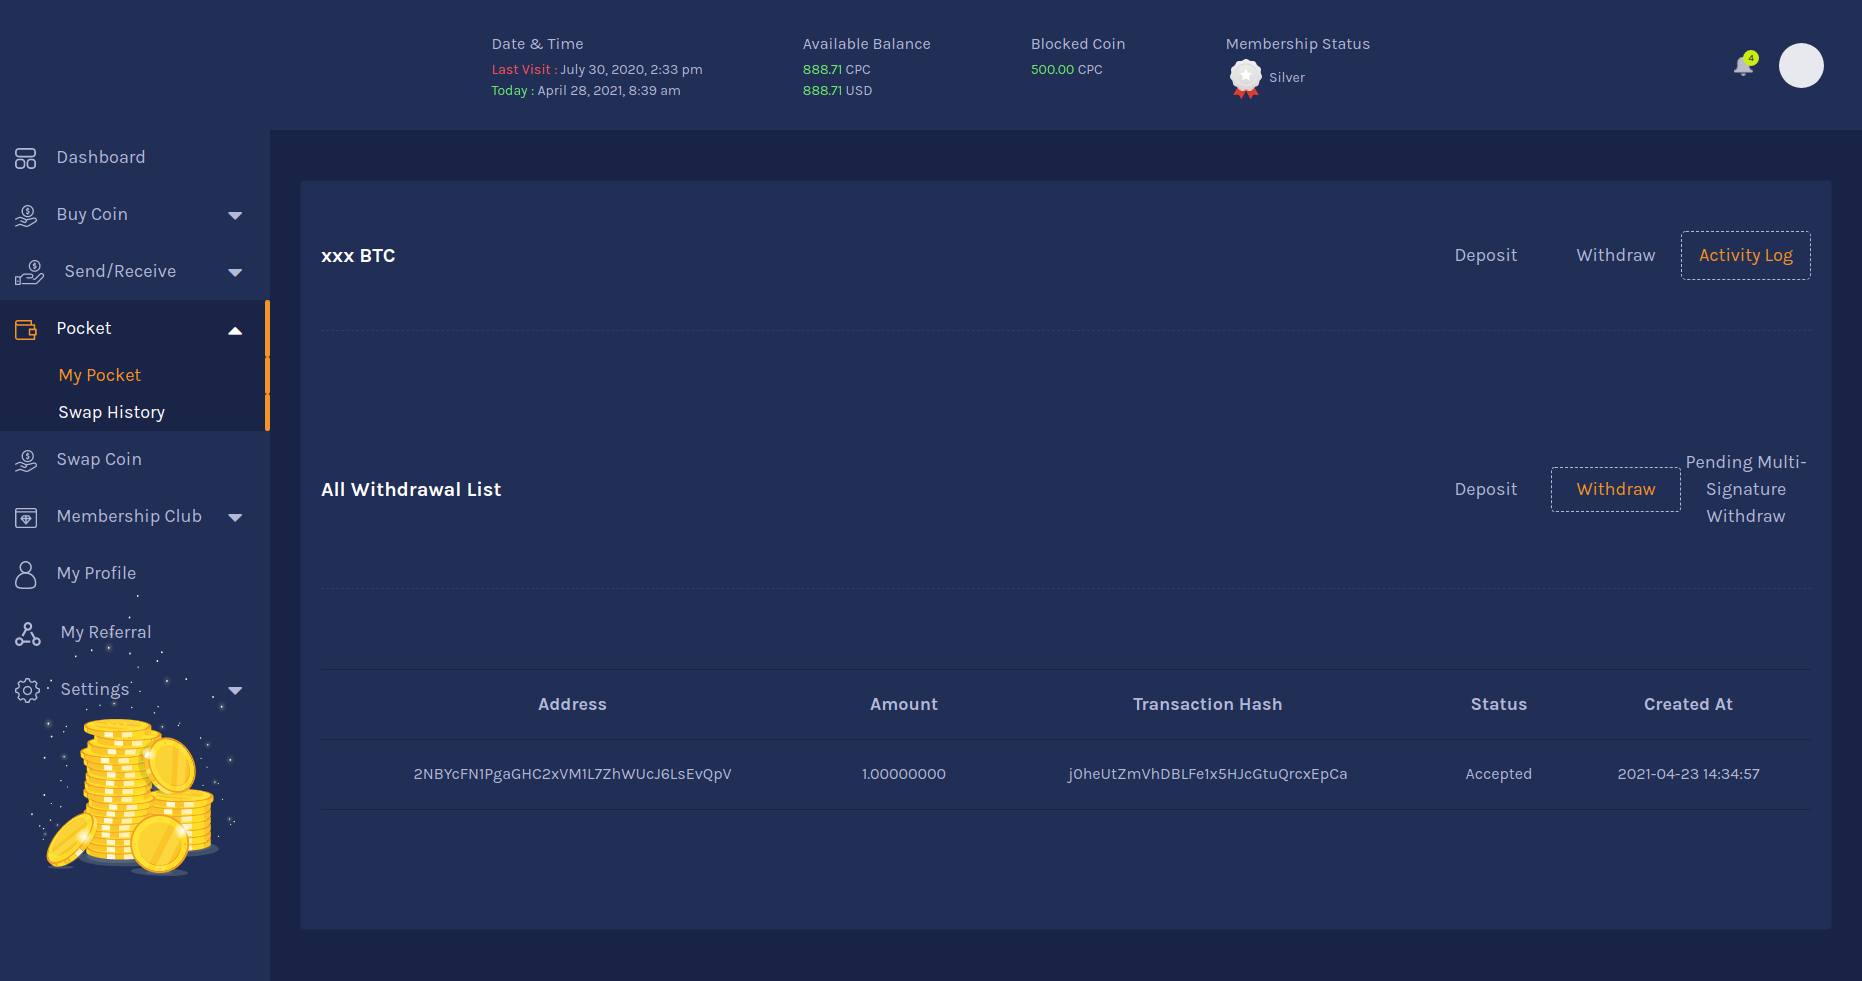 Date & Time
Last Visit : July 30, 2020, 2:33 pm
Today : April 28, 2021, 8:39 am
Available Balance
888.71 CPC
888.71 USD
Blocked Coin
500.00 CPC
Membership Status
Silver
4
Dashboard
Buy Coin
Send/Receive
Pocket
My Pocket
Swap History
Swap Coin
Membership Club
My Profile
My Referral
Settings
xxx BTC
Deposit Withdraw Activity Log
All Withdrawal List
Deposit Withdraw
Pending Multi-
Signature
Withdraw
Address Amount Transaction Hash Status Created At
2NBYcFN1PgaGHC2xVM1L7ZhWUcJ6LsEvQpV 1.00000000 j0heUtZmVhDBLFe1x5HJcGtuQrcxEpCa Accepted 2021-04-23 14:34:57